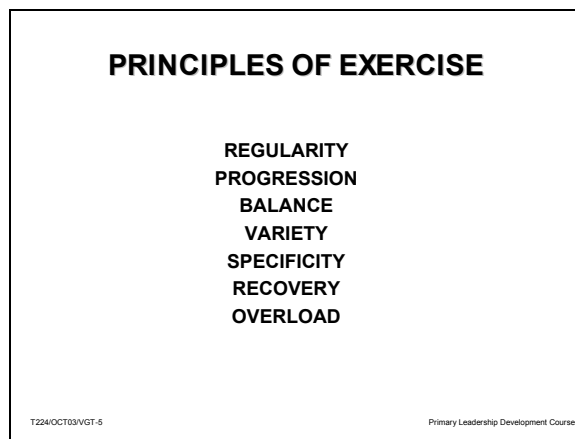 PRINCIPLES OF EXERCISE
REGULARITY
PROGRESSION
BALANCE
VARIETY
SPECIFICITY
RECOVERY
OVERLOAD
T224/OCT03/VGT-5
Primary Leadership Development Course